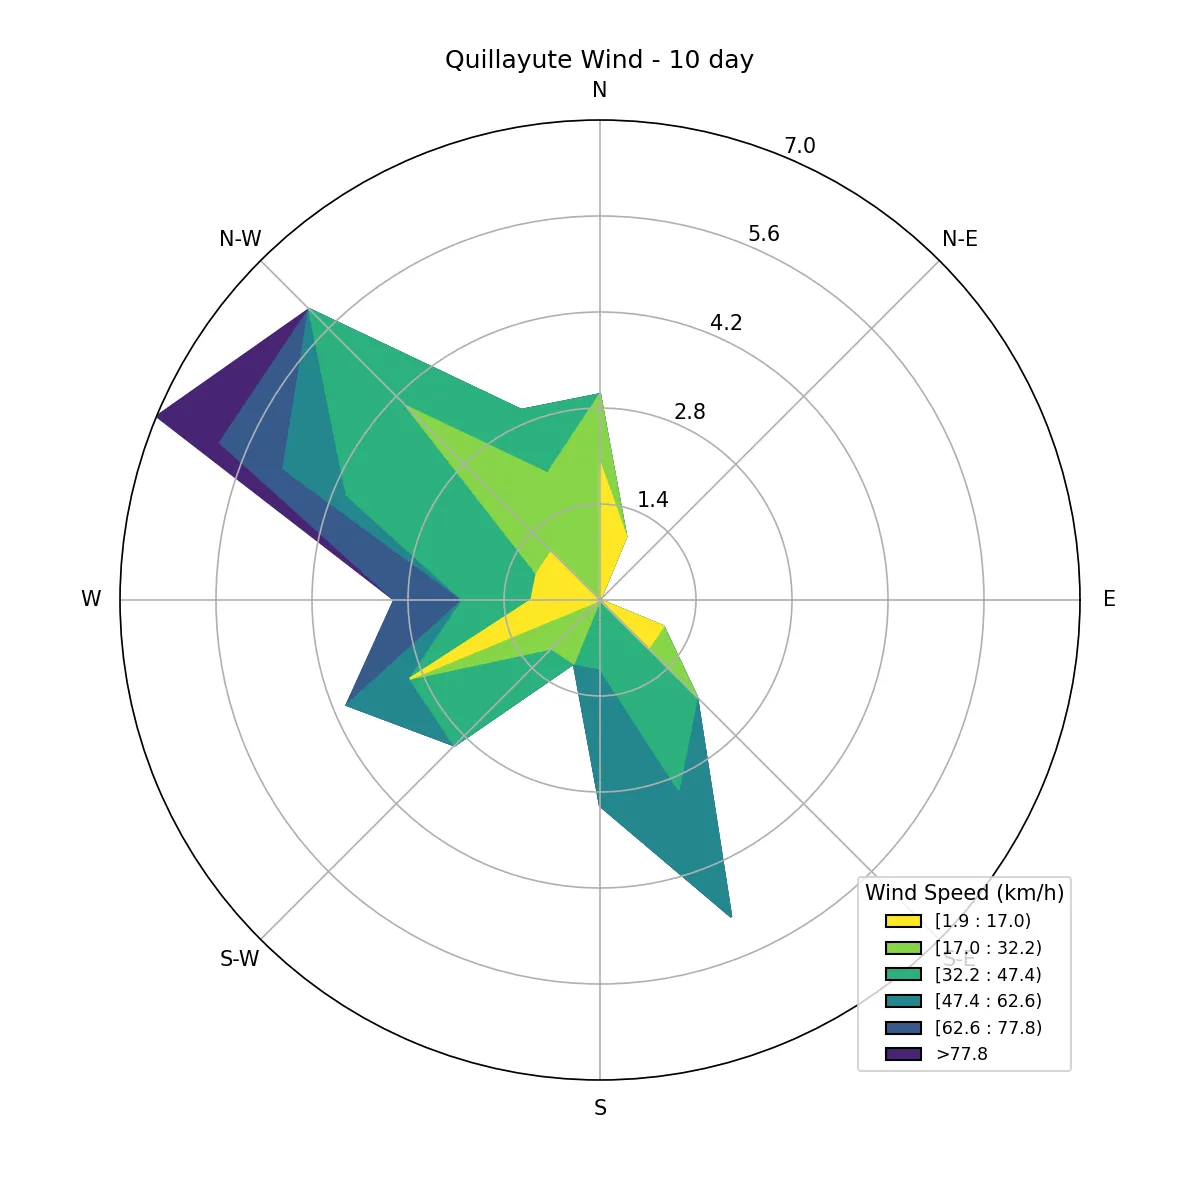 Quillayute Wind - 10 day
N
7.0
N-W
5.6
N-E
4.2
2.8
1.4
W
E
S-W
S-E
S
Wind Speed (km/h)
[1.9 : 17.0)
[17.0 : 32.2)
[32.2 : 47.4)
[47.4 : 62.6)
[62.6 : 77.8)
>77.8